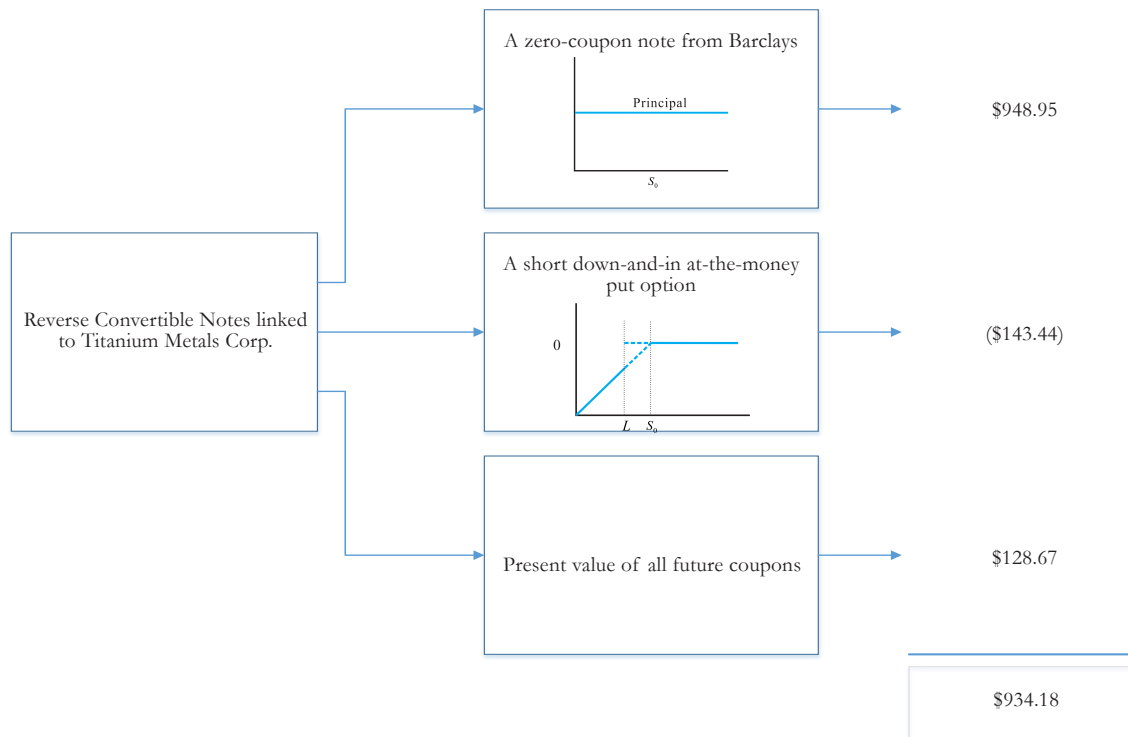 A zero-coupon note from Barclays
Principal
S₀
$948.95
Reverse Convertible Notes linked
to Titanium Metals Corp.
A short down-and-in at-the-money
put option
0
L S₀
($143.44)
Present value of all future coupons
$128.67
$934.18